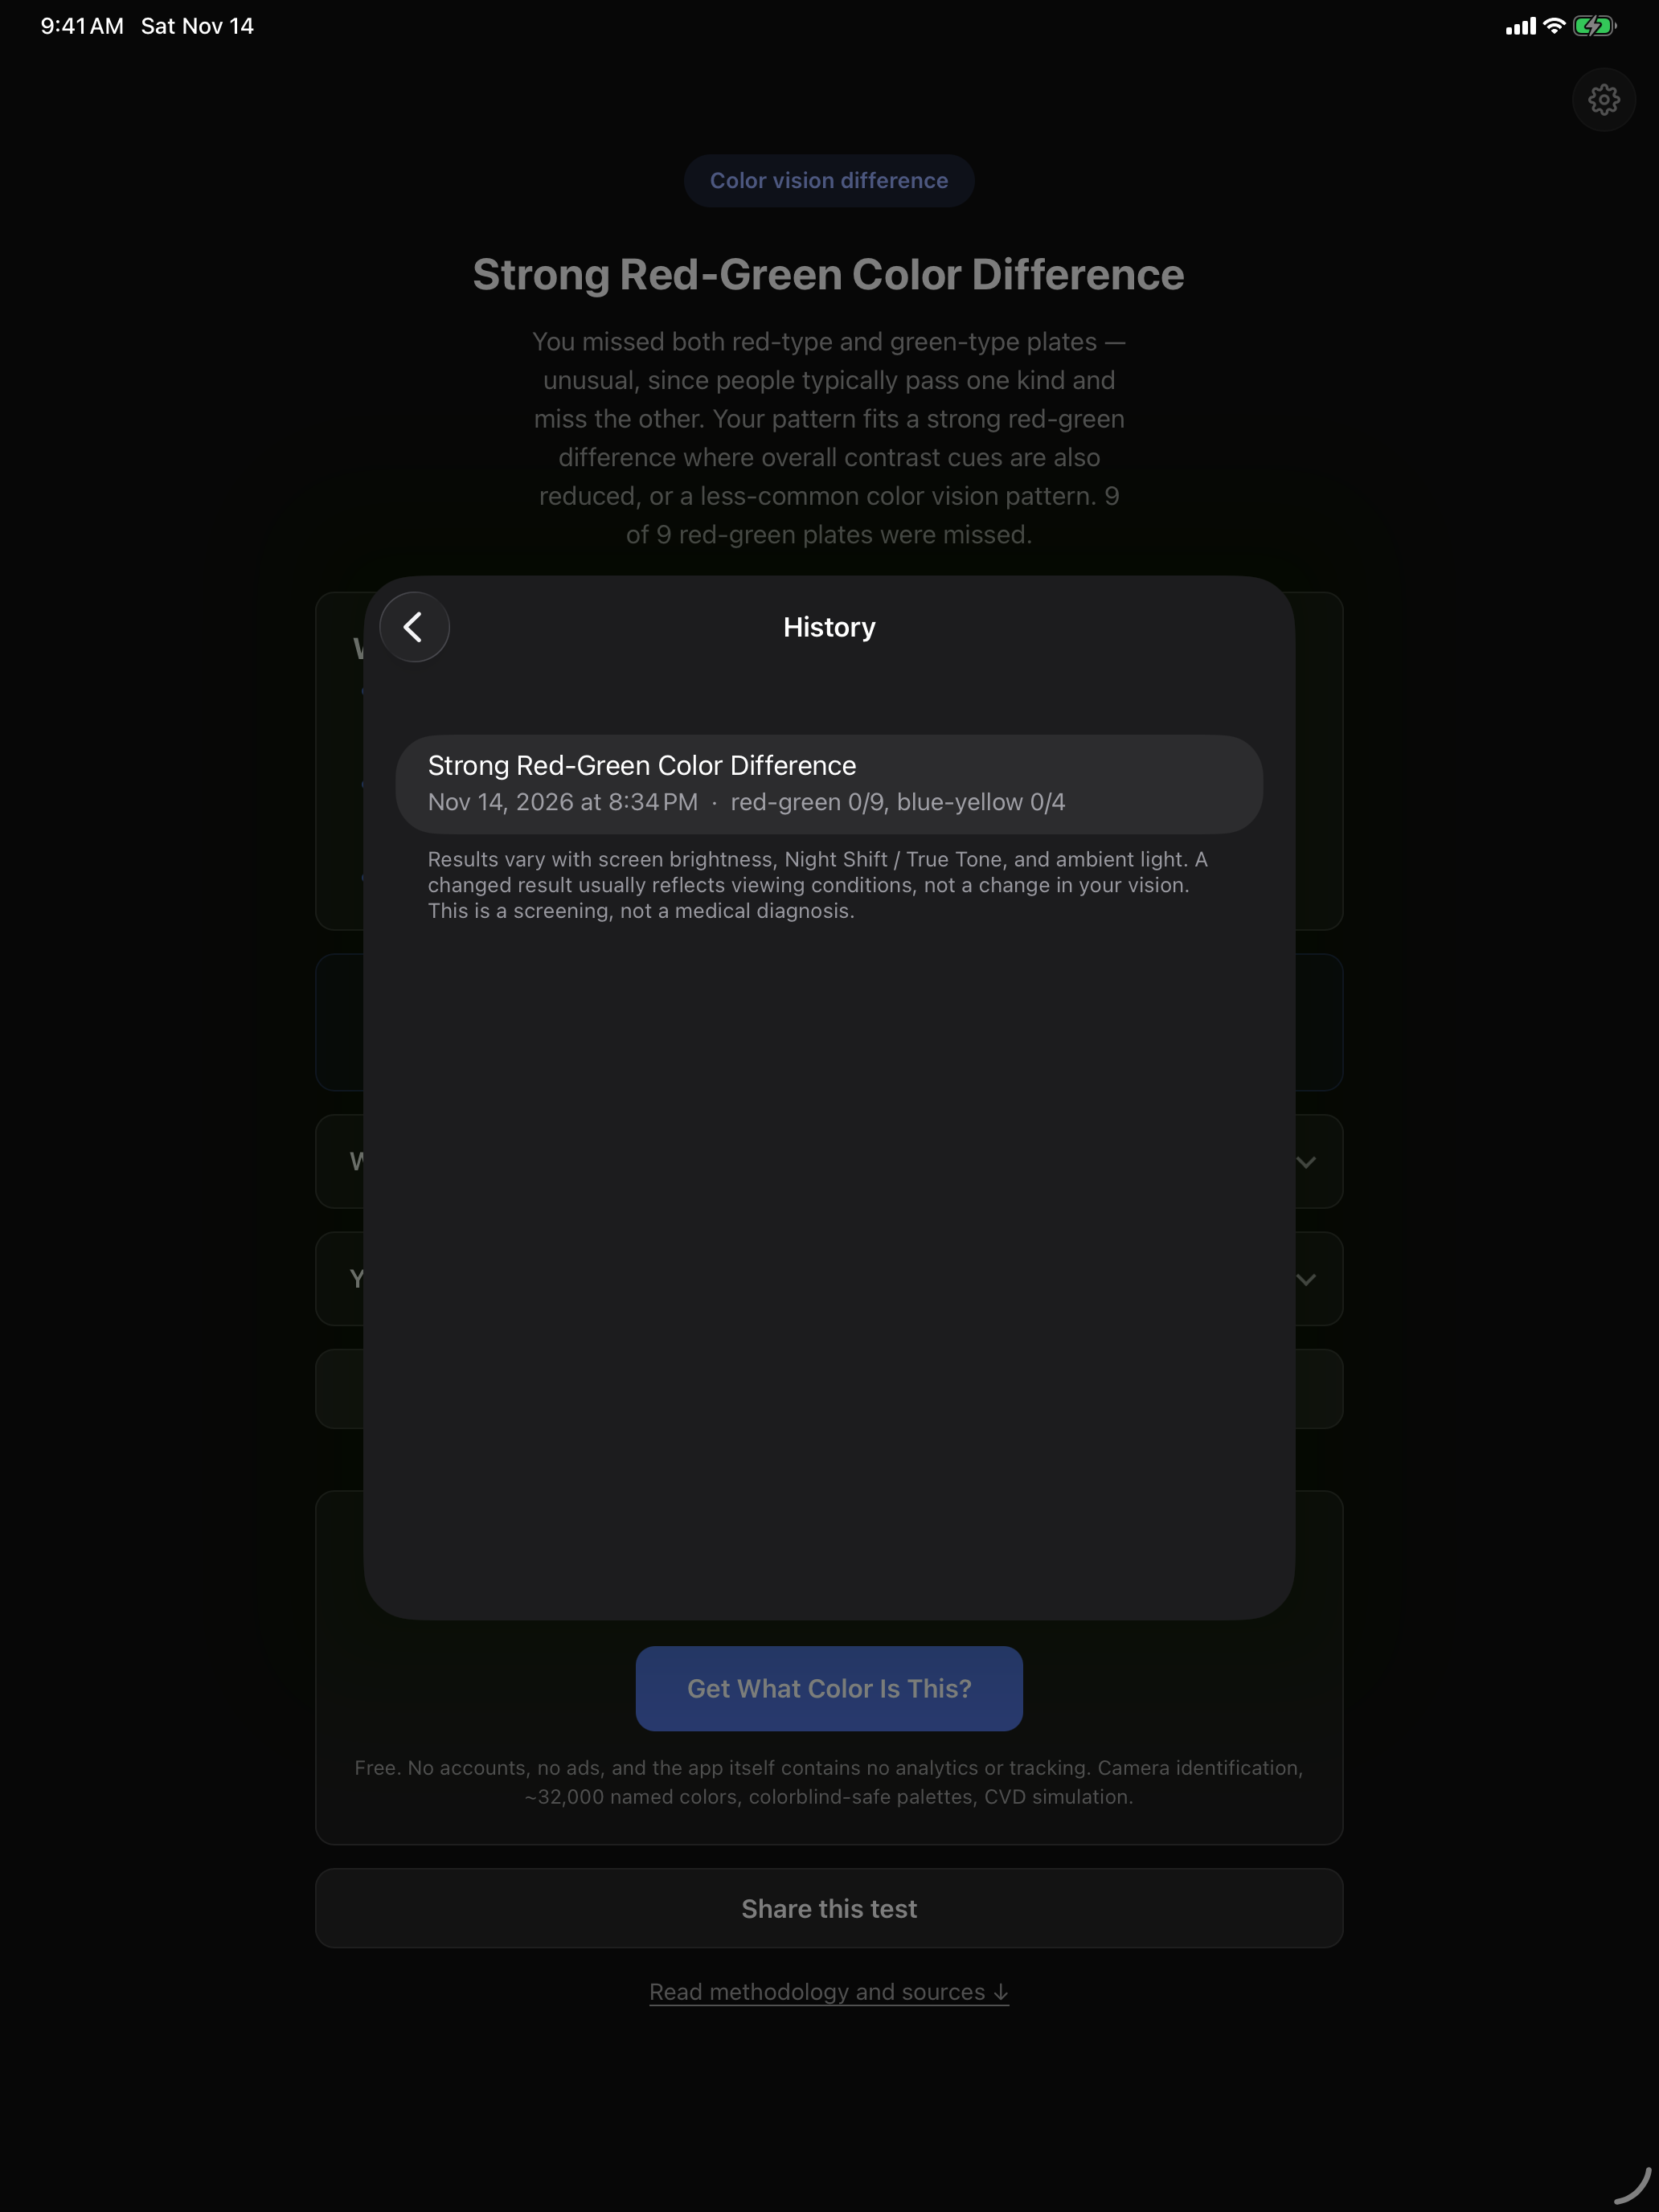 9:41 AM Sat Nov 14
Color vision difference
Strong Red-Green Color Difference
You missed both red-type and green-type plates —
unusual, since people typically pass one kind and
miss the other. Your pattern fits a strong red-green
difference where overall contrast cues are also
reduced, or a less-common color vision pattern. 9
of 9 red-green plates were missed.
History
Strong Red-Green Color Difference
Nov 14, 2026 at 8:34 PM · red-green 0/9, blue-yellow 0/4
Results vary with screen brightness, Night Shift / True Tone, and ambient light. A
changed result usually reflects viewing conditions, not a change in your vision.
This is a screening, not a medical diagnosis.
Get What Color Is This?
Free. No accounts, no ads, and the app itself contains no analytics or tracking. Camera identification,
~32,000 named colors, colorblind-safe palettes, CVD simulation.
Share this test
Read methodology and sources ↓